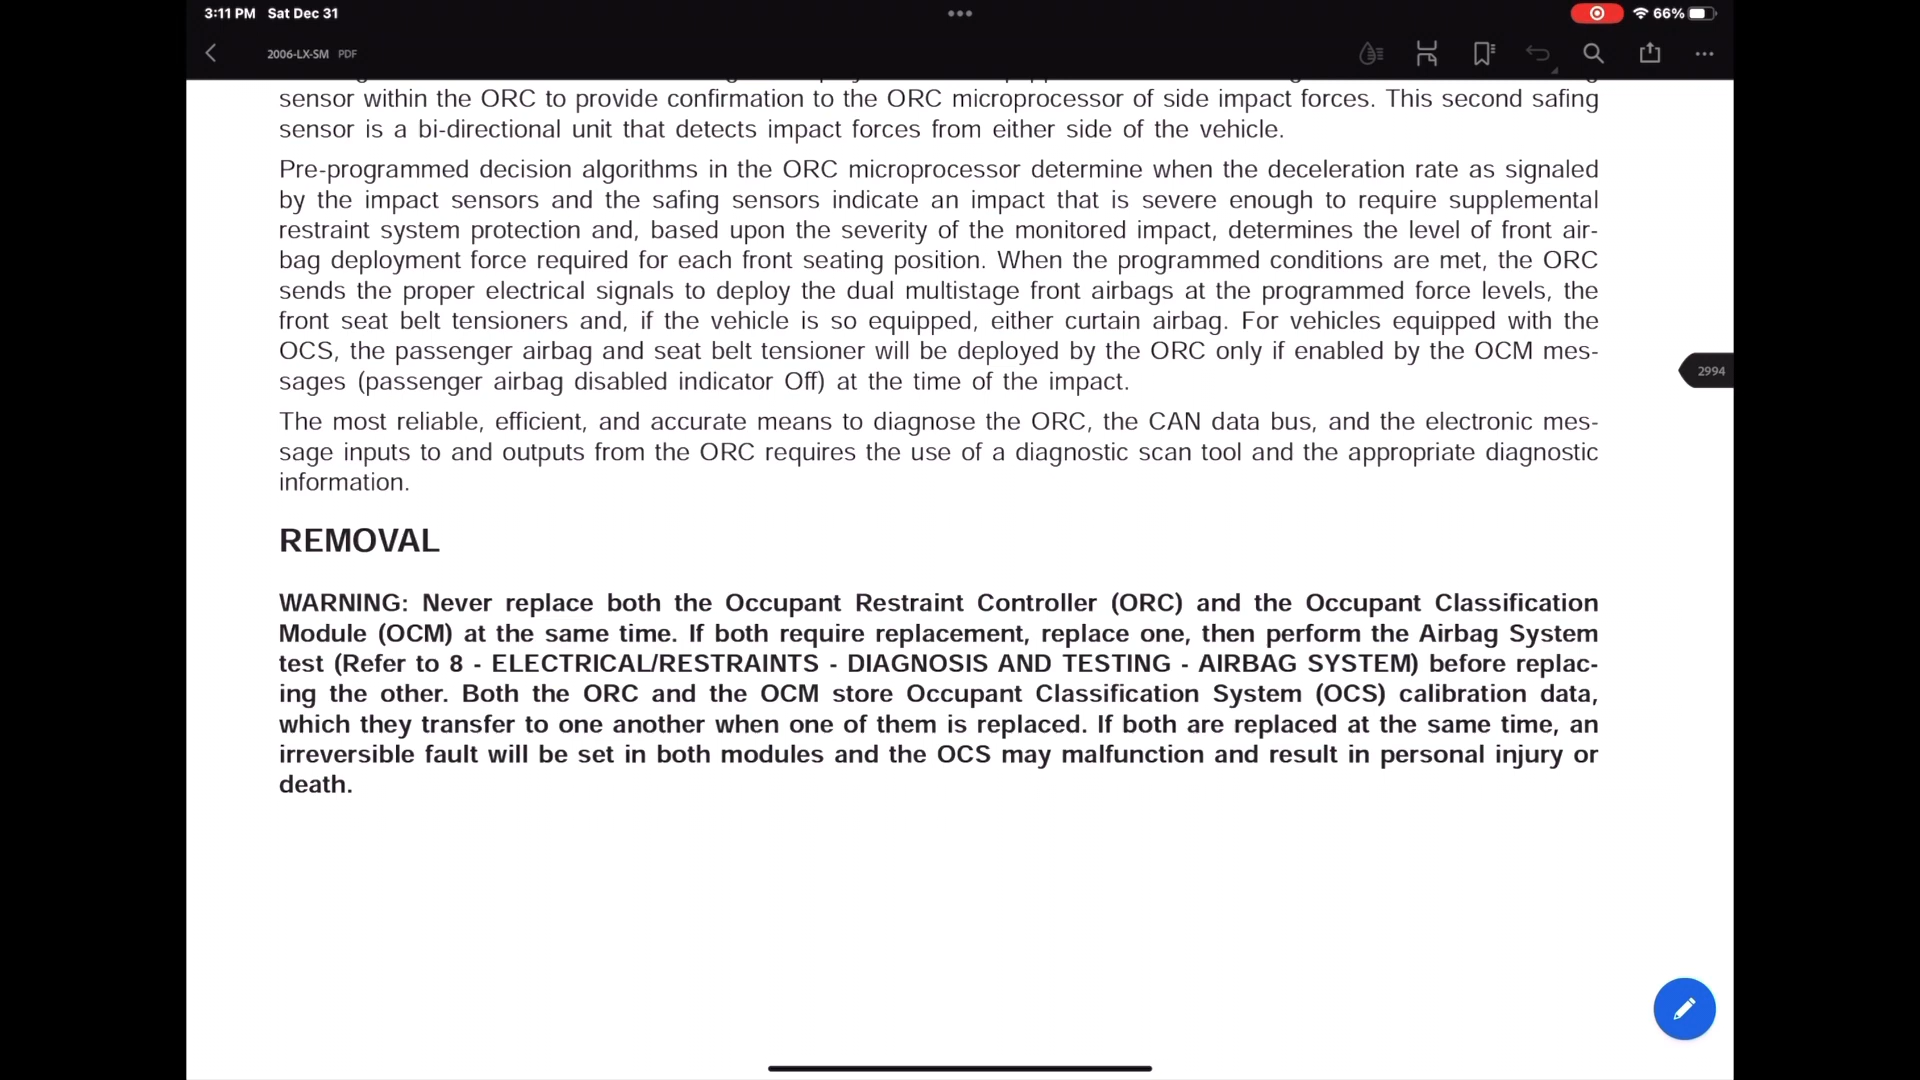 3:11 PM Sat Dec 31
66%
2006-LX-SM PDF
sensor within the ORC to provide confirmation to the ORC microprocessor of side impact forces. This second safing
sensor is a bi-directional unit that detects impact forces from either side of the vehicle.
Pre-programmed decision algorithms in the ORC microprocessor determine when the deceleration rate as signaled
by the impact sensors and the safing sensors indicate an impact that is severe enough to require supplemental
restraint system protection and, based upon the severity of the monitored impact, determines the level of front air-
bag deployment force required for each front seating position. When the programmed conditions are met, the ORC
sends the proper electrical signals to deploy the dual multistage front airbags at the programmed force levels, the
front seat belt tensioners and, if the vehicle is so equipped, either curtain airbag. For vehicles equipped with the
OCS, the passenger airbag and seat belt tensioner will be deployed by the ORC only if enabled by the OCM mes-
sages (passenger airbag disabled indicator Off) at the time of the impact.
2994
The most reliable, efficient, and accurate means to diagnose the ORC, the CAN data bus, and the electronic mes-
sage inputs to and outputs from the ORC requires the use of a diagnostic scan tool and the appropriate diagnostic
information.
REMOVAL
WARNING: Never replace both the Occupant Restraint Controller (ORC) and the Occupant Classification
Module (OCM) at the same time. If both require replacement, replace one, then perform the Airbag System
test (Refer to 8 - ELECTRICAL/RESTRAINTS - DIAGNOSIS AND TESTING - AIRBAG SYSTEM) before replac-
ing the other. Both the ORC and the OCM store Occupant Classification System (OCS) calibration data,
which they transfer to one another when one of them is replaced. If both are replaced at the same time, an
irreversible fault will be set in both modules and the OCS may malfunction and result in personal injury or
death.